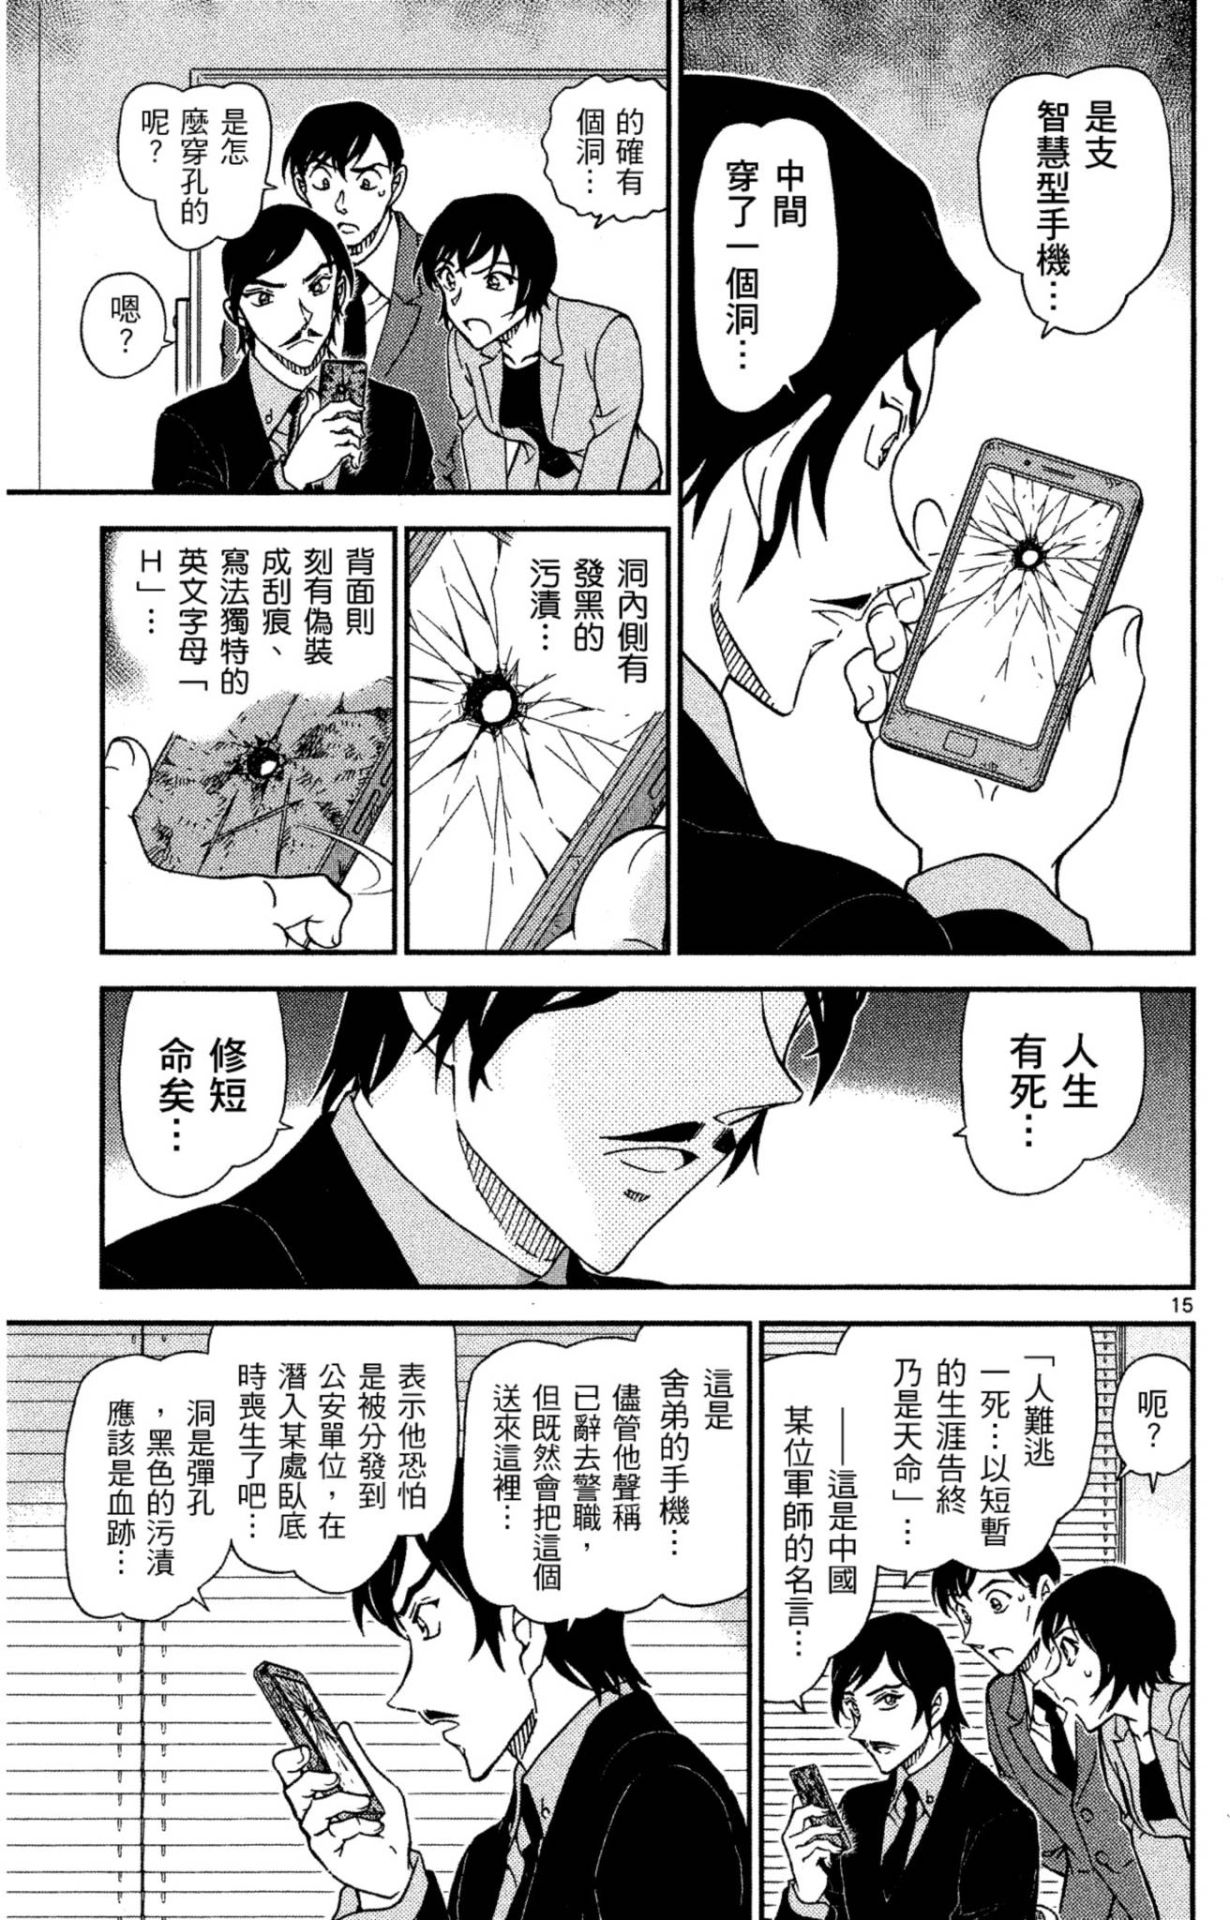 是支
智慧型手機…
中間
穿了一個洞…
的確有
個洞…
是怎
麼穿孔的
呢？
嗯？
洞內側有
發黑的
污漬…
背面則
刻有偽裝
成刮痕、
寫法獨特的
英文字母「
H」…
人生
有死…
修短
命矣…
15
呃？
「人難逃
一死…以短暫
的生涯告終
乃是天命」…
——這是中國
某位軍師的名言…
這是
舍弟的手機…
儘管他聲稱
已辭去警職，
但既然會把這個
送來這裡…
表示他恐怕
是被分發到
公安單位，在
潛入某處臥底
時喪生了吧…
洞是彈孔
，黑色的污漬
應該是血跡…